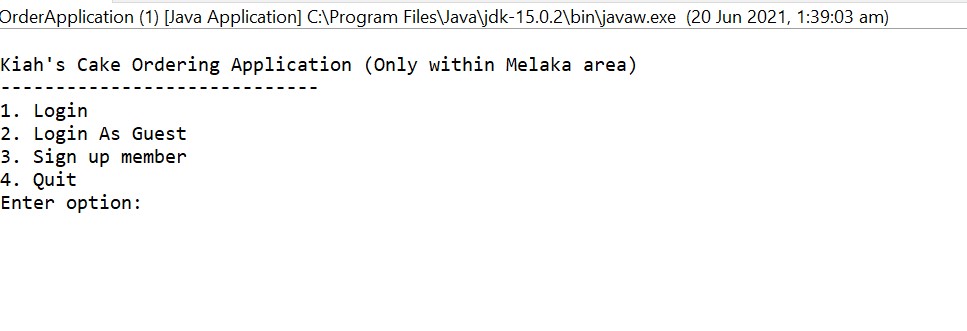 OrderApplication (1) [Java Application] C:\Program Files\Java\jdk-15.0.2\bin\javaw.exe  (20 Jun 2021, 1:39:03 am)
Kiah's Cake Ordering Application (Only within Melaka area)
-----------------------------
1. Login
2. Login As Guest
3. Sign up member
4. Quit
Enter option: